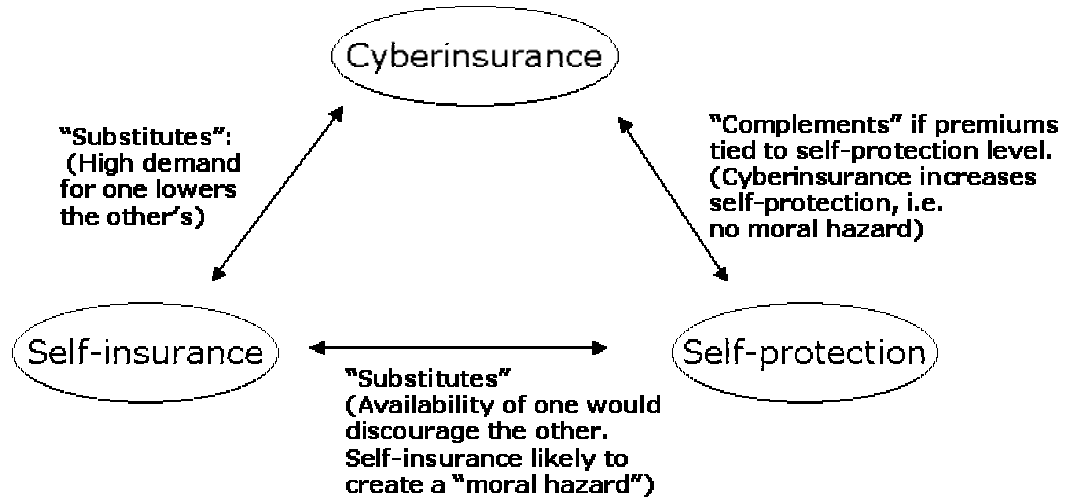 Cyberinsurance
“Substitutes”:
(High demand
for one lowers
the other’s)
“Complements” if premiums
tied to self-protection level.
(Cyberinsurance increases
self-protection, i.e.
no moral hazard)
Self-insurance
Self-protection
“Substitutes”
(Availability of one would
discourage the other.
Self-insurance likely to
create a “moral hazard”)